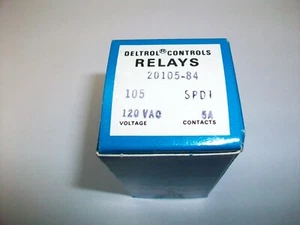 DELTROL® CONTROLS
RELAYS
20105-84
105 SPDT
120 VAC 5A
VOLTAGE CONTACTS